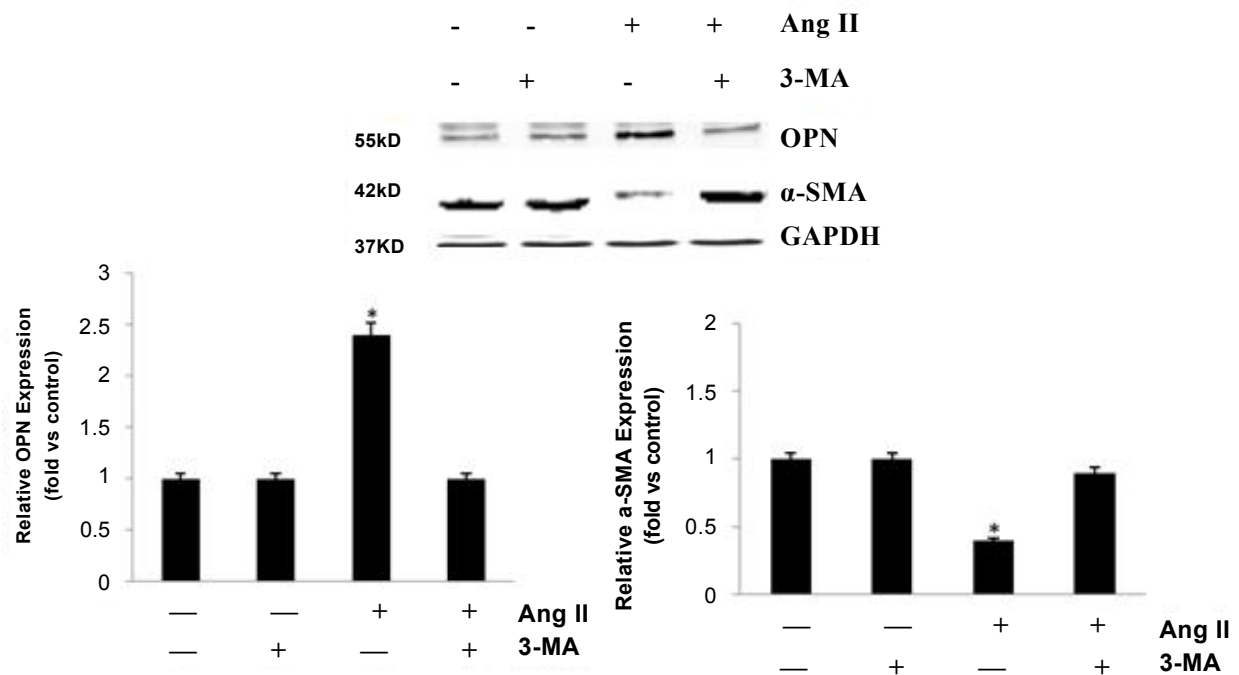 - - + + Ang II
- + - + 3-MA
55kD OPN
42kD α-SMA
37KD GAPDH
Relative OPN Expression
(fold vs control)
3
2.5
2
1.5
1
0.5
0
*
— — + + Ang II
— + — + 3-MA
Relative a-SMA Expression
(fold vs control)
2
1.5
1
0.5
0
*
— — + + Ang II
— + — + 3-MA